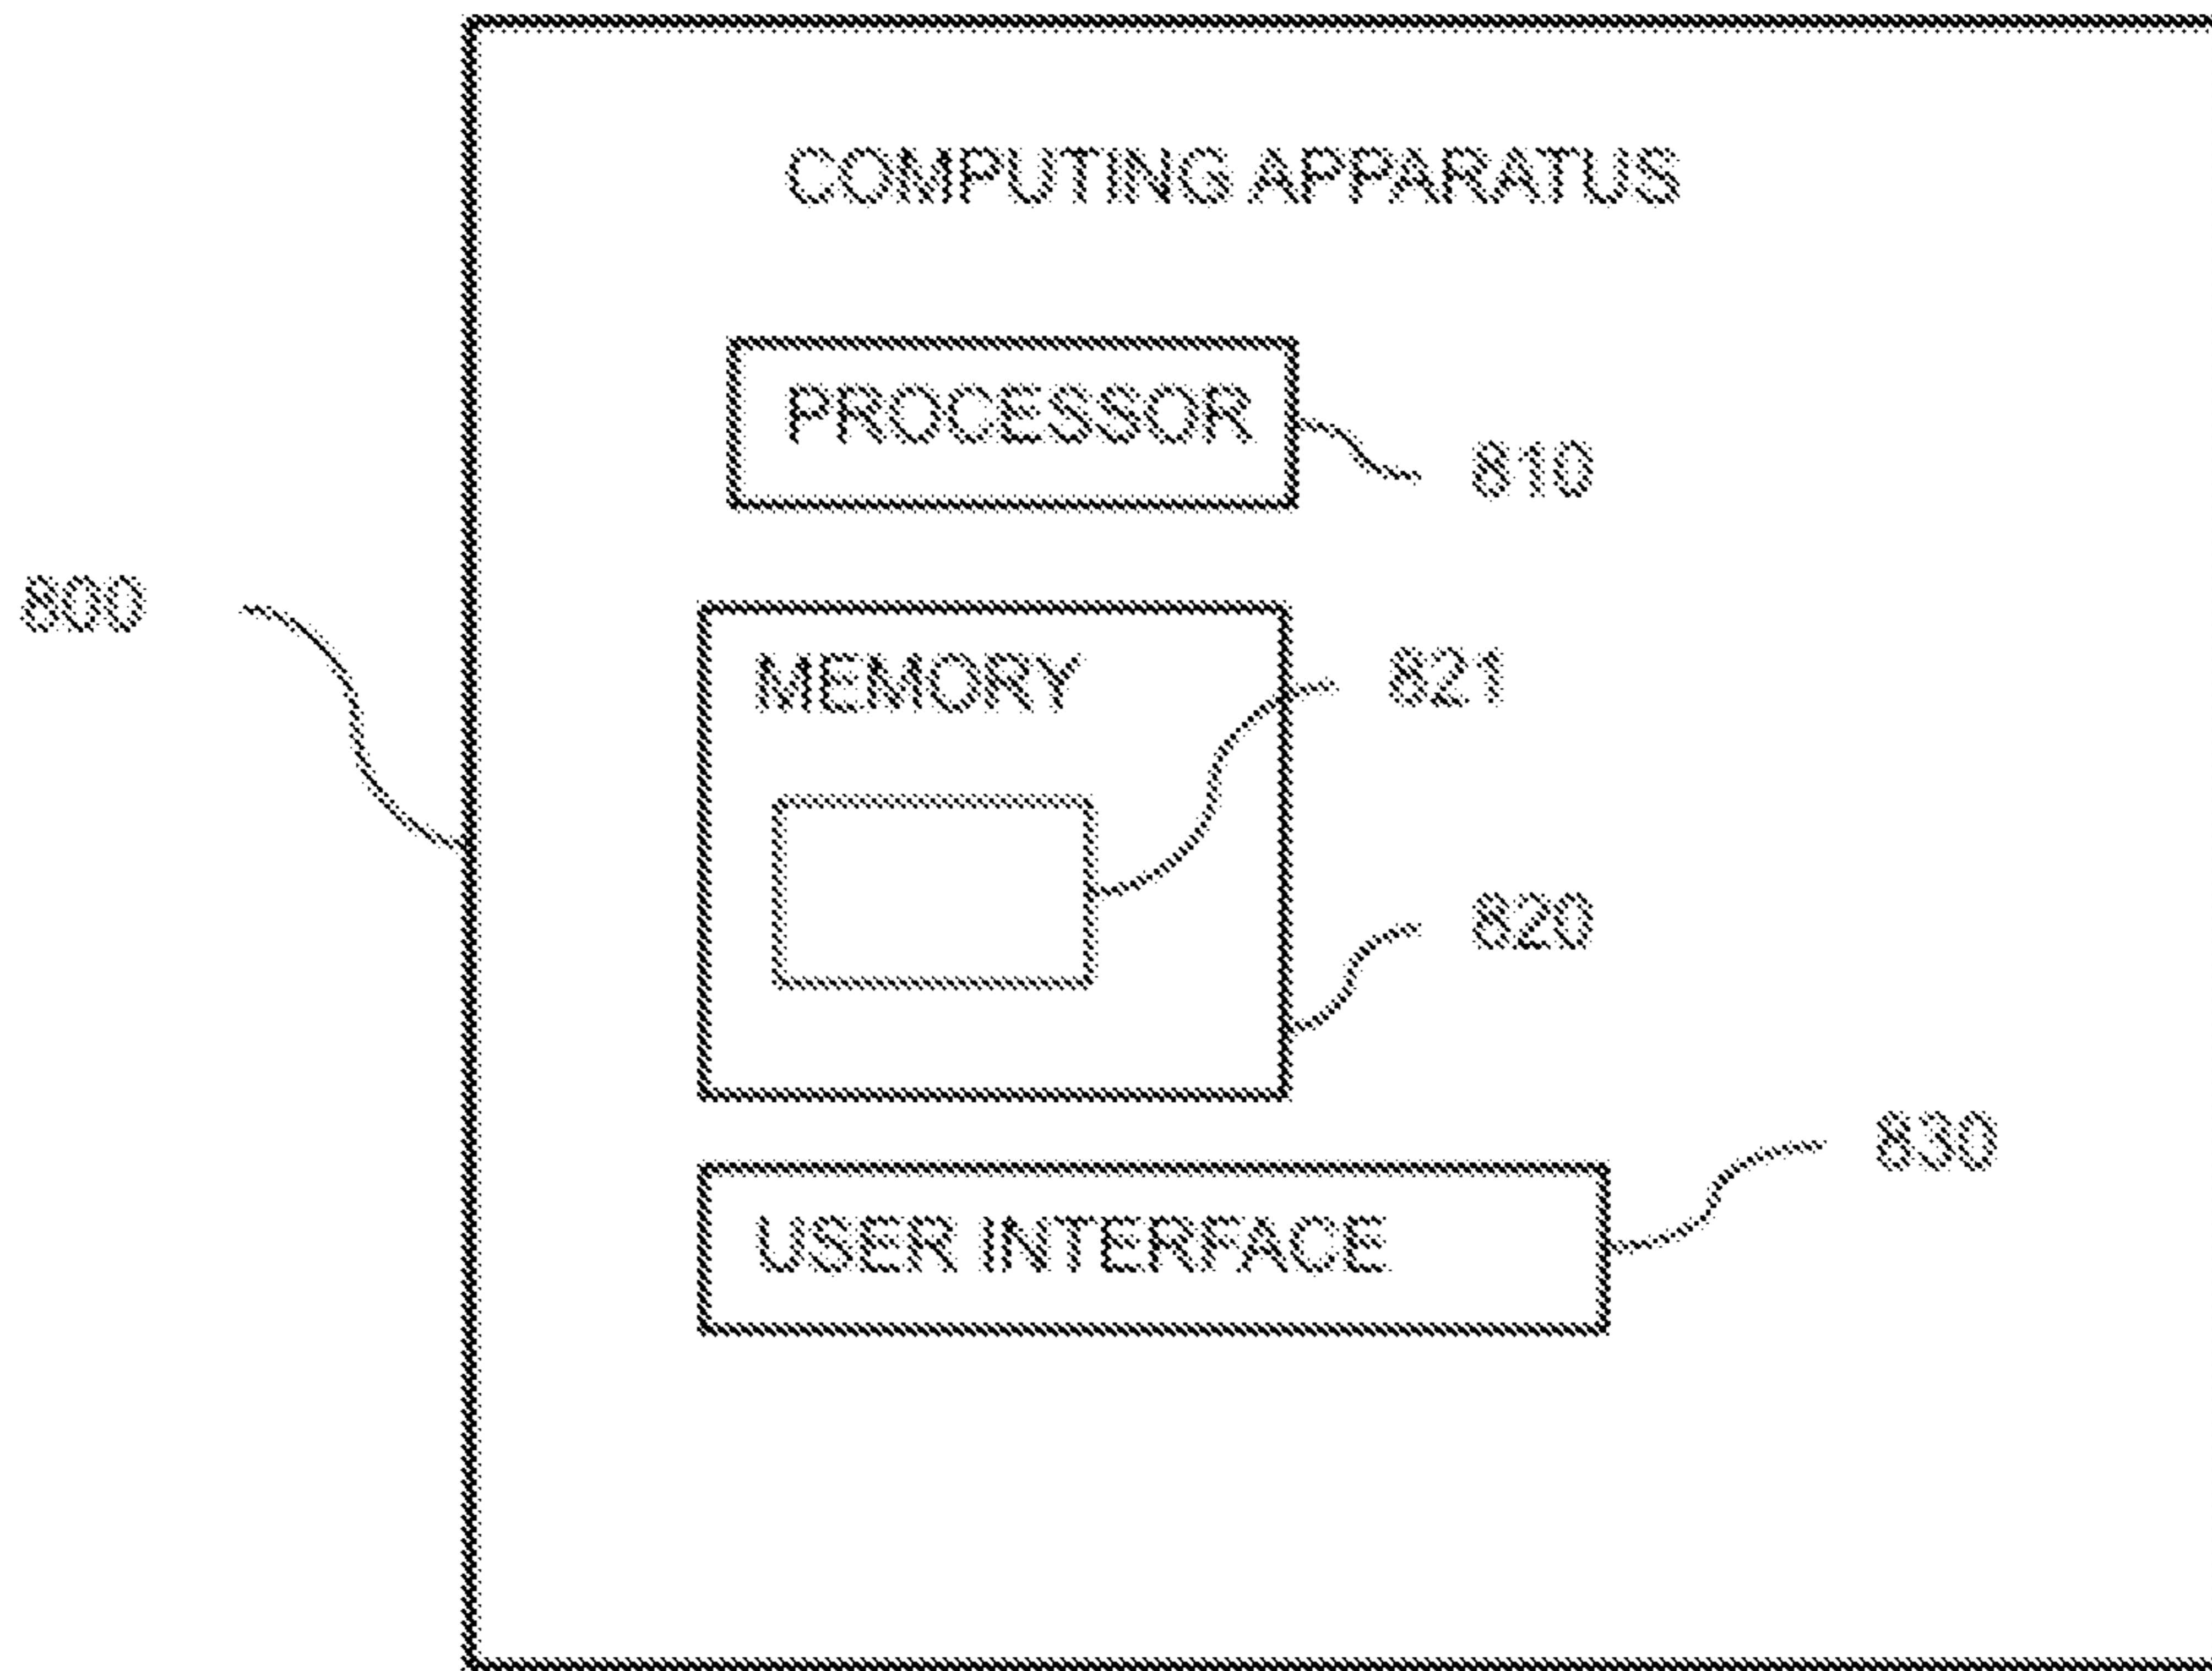 COMPUTING APPARATUS
PROCESSOR
810
800
MEMORY
821
820
830
USER INTERFACE